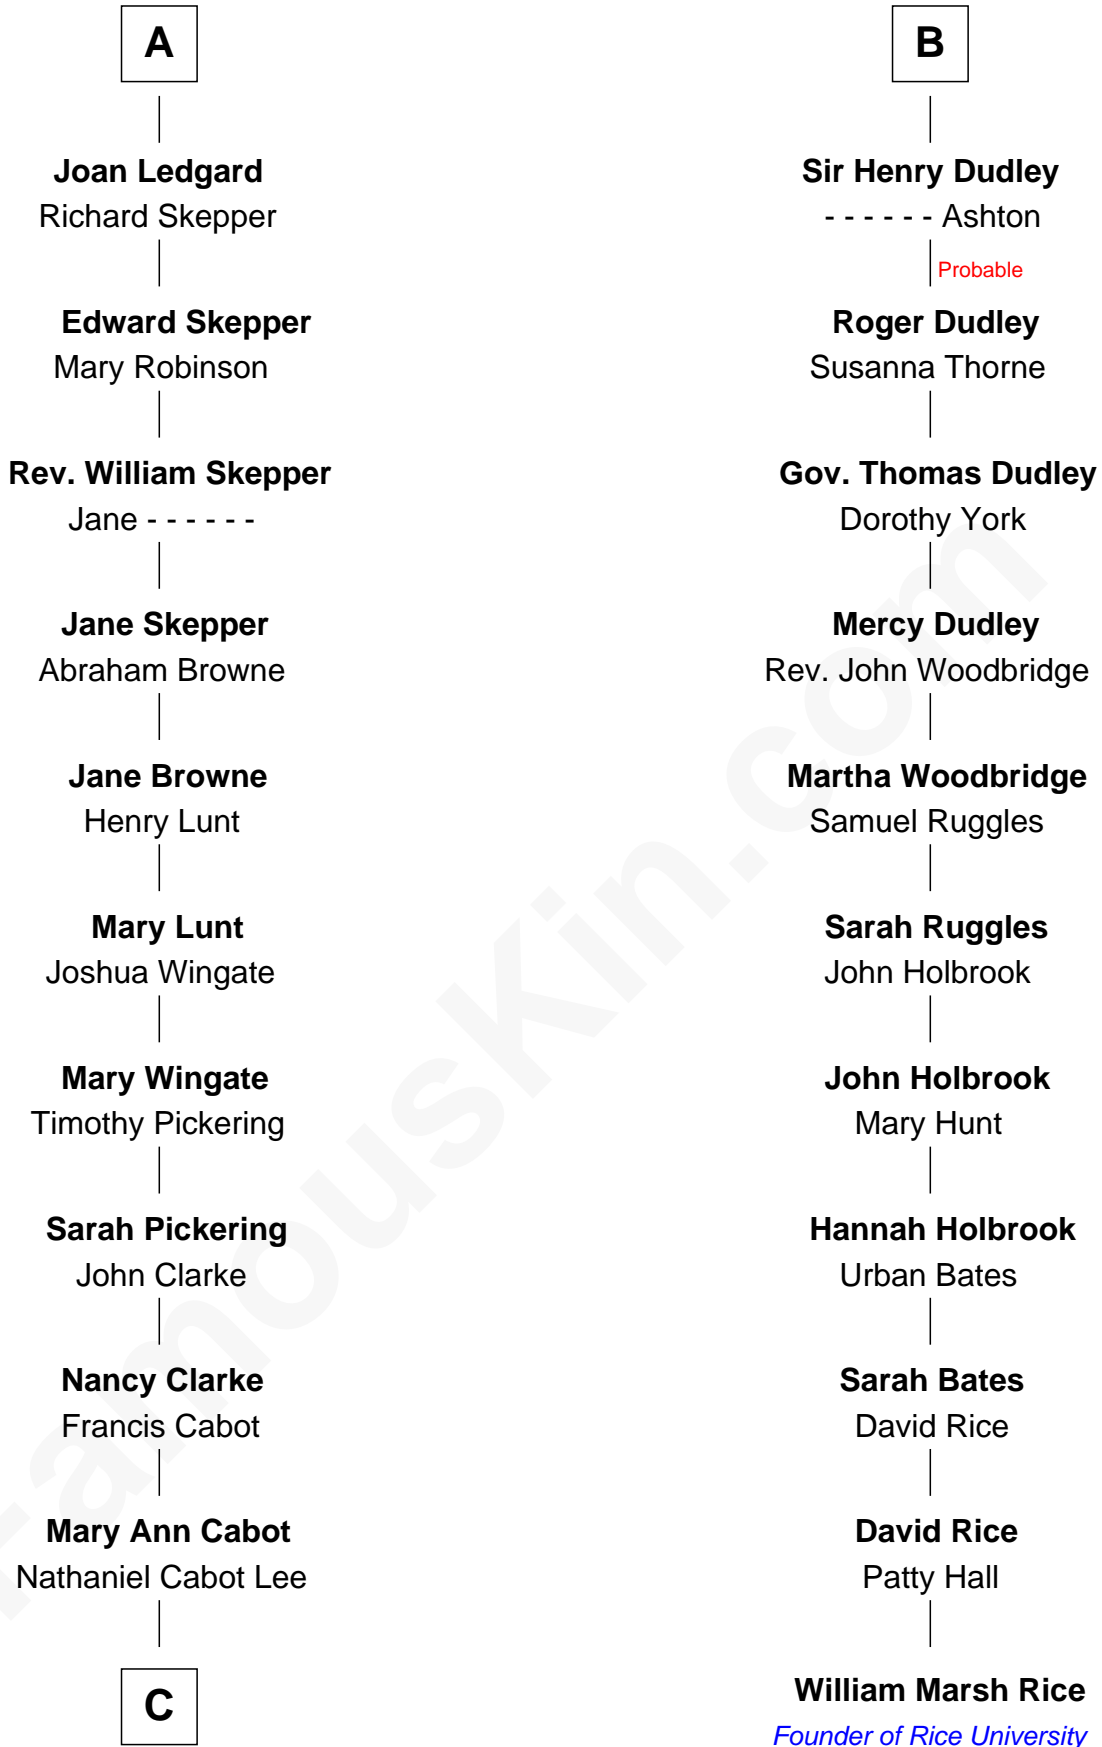 A
Joan Ledgard
Richard Skepper
Edward Skepper
Mary Robinson
Rev. William Skepper
Jane - - - - - -
Jane Skepper
Abraham Browne
Jane Browne
Henry Lunt
Mary Lunt
Joshua Wingate
Mary Wingate
Timothy Pickering
Sarah Pickering
John Clarke
Nancy Clarke
Francis Cabot
Mary Ann Cabot
Nathaniel Cabot Lee
C
B
Sir Henry Dudley
- - - - - - Ashton
Probable
Roger Dudley
Susanna Thorne
Gov. Thomas Dudley
Dorothy York
Mercy Dudley
Rev. John Woodbridge
Martha Woodbridge
Samuel Ruggles
Sarah Ruggles
John Holbrook
John Holbrook
Mary Hunt
Hannah Holbrook
Urban Bates
Sarah Bates
David Rice
David Rice
Patty Hall
William Marsh Rice
Founder of Rice University
FamousKin.com